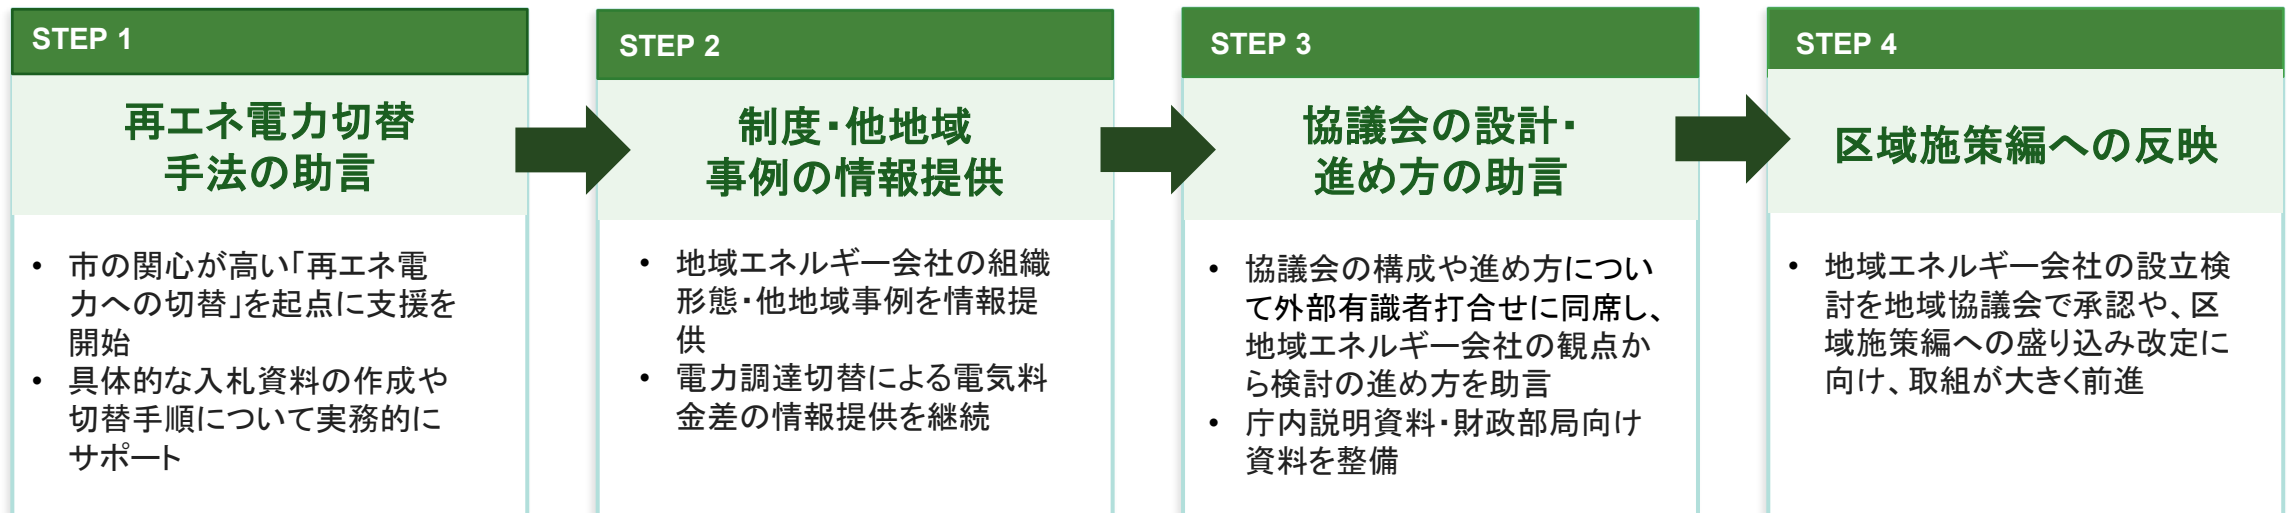 STEP 1
再エネ電力切替
手法の助言
• 市の関心が高い「再エネ電
力への切替」を起点に支援を
開始
• 具体的な入札資料の作成や
切替手順について実務的に
サポート
STEP 2
制度・他地域
事例の情報提供
• 地域エネルギー会社の組織
形態・他地域事例を情報提
供
• 電力調達切替による電気料
金差の情報提供を継続
STEP 3
協議会の設計・
進め方の助言
• 協議会の構成や進め方につい
て外部有識者打合せに同席し、
地域エネルギー会社の観点か
ら検討の進め方を助言
• 庁内説明資料・財政部局向け
資料を整備
STEP 4
区域施策編への反映
• 地域エネルギー会社の設立検
討を地域協議会で承認や、区
域施策編への盛り込み改定に
向け、取組が大きく前進